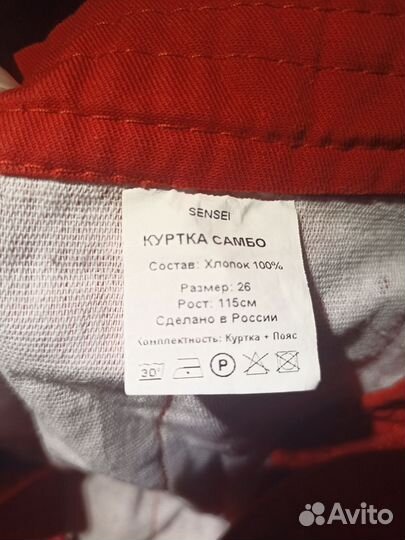 SENSEI
КУРТКА САМБО
Состав: Хлопок 100%
Размер: 26
Рост: 115см
Сделано в России
Комплектность: Куртка + Пояс
30° P
Avito